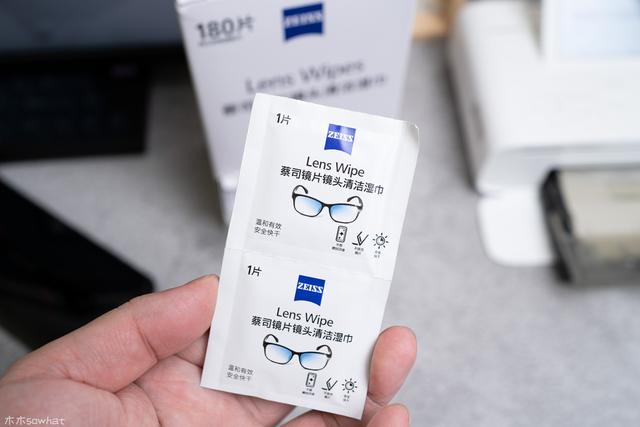 180片
ZEISS
Lens Wipes
1片
ZEISS
Lens Wipe
蔡司镜片镜头清洁湿巾
温和有效
安全快干
1片
ZEISS
Lens Wipe
蔡司镜片镜头清洁湿巾
温和有效
安全快干
木木sowhat